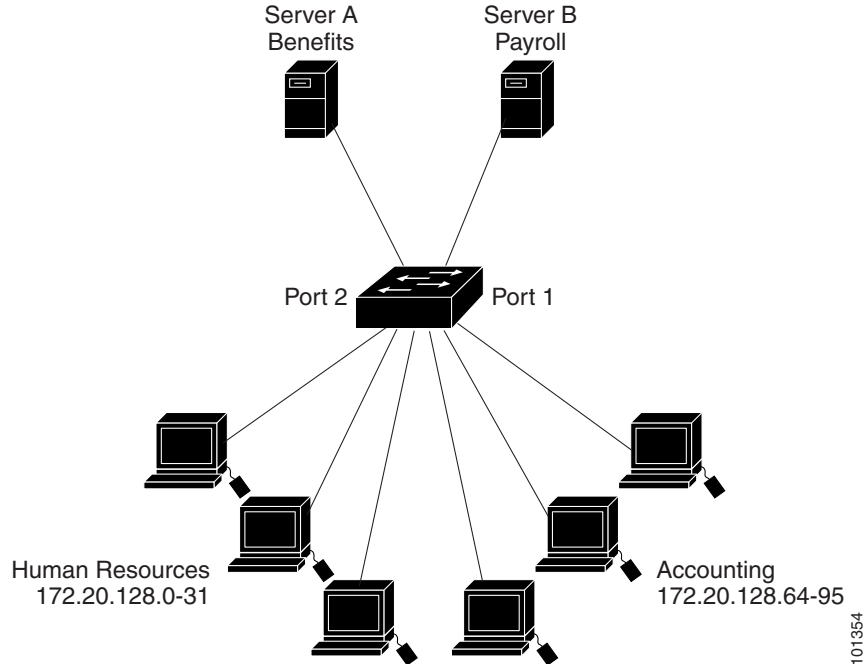 Server A
Benefits
Server B
Payroll
Port 2
Port 1
Human Resources
172.20.128.0-31
Accounting
172.20.128.64-95
101354